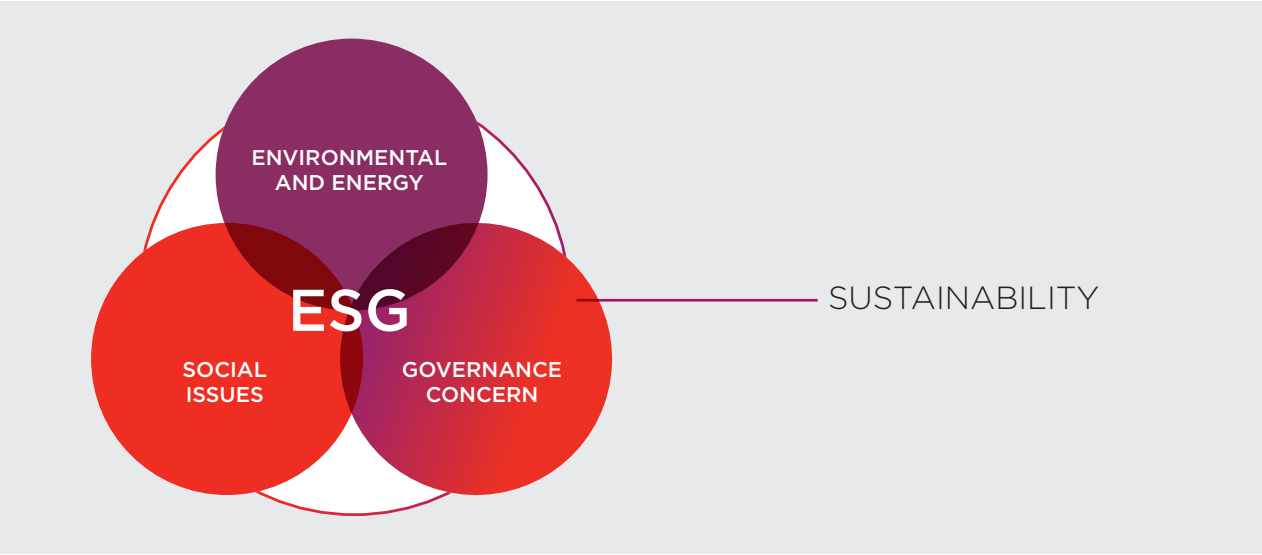 ENVIRONMENTAL
AND ENERGY
ESG
SUSTAINABILITY
SOCIAL
ISSUES
GOVERNANCE
CONCERN